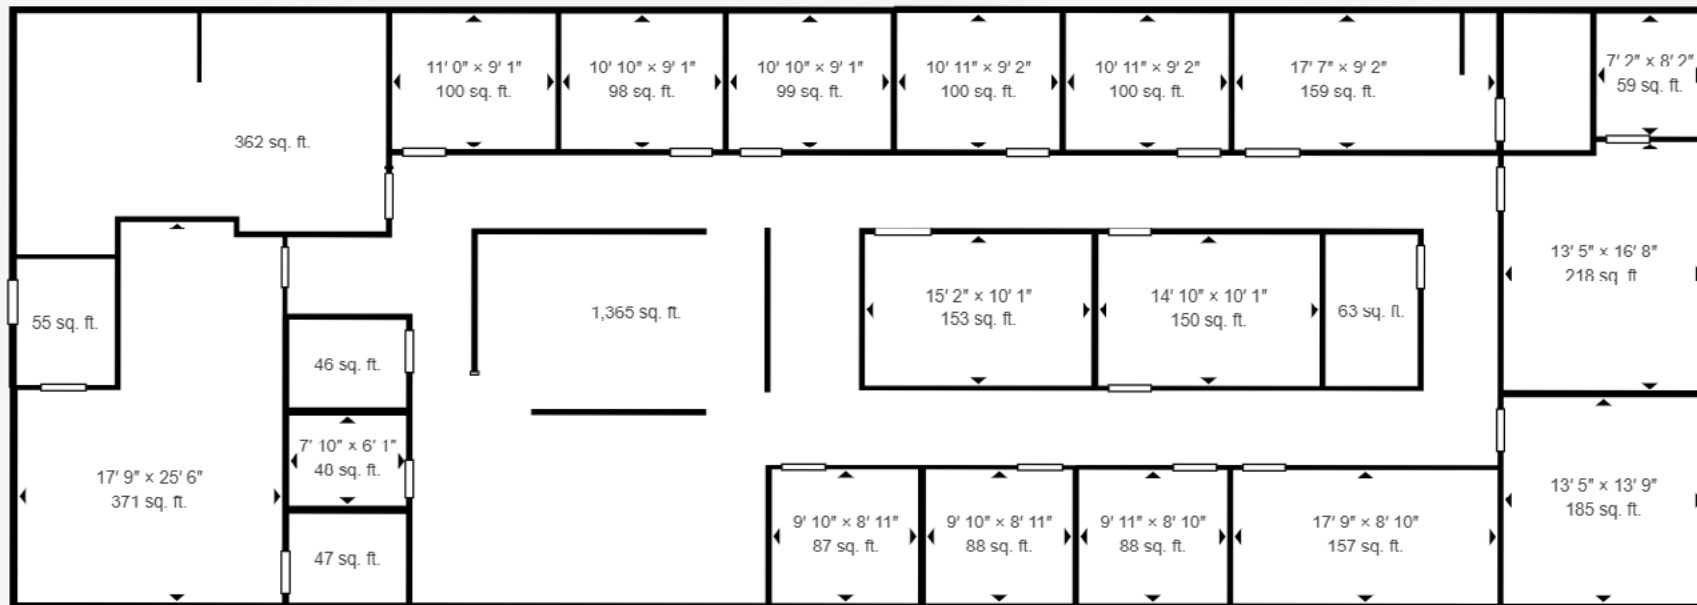 11' 0" × 9' 1"
100 sq. ft.
10' 10" × 9' 1"
98 sq. ft.
10' 10" × 9' 1"
99 sq. ft.
10' 11" × 9' 2"
100 sq. ft.
10' 11" × 9' 2"
100 sq. ft.
17' 7" × 9' 2"
159 sq. ft.
7' 2" × 8' 2"
59 sq. ft.
362 sq. ft.
13' 5" × 16' 8"
218 sq ft
55 sq. ft.
1,365 sq. ft.
15' 2" × 10' 1"
153 sq. ft.
14' 10" × 10' 1"
150 sq. ft.
63 sq. ft.
46 sq. ft.
7' 10" × 6' 1"
48 sq. ft.
17' 9" × 25' 6"
371 sq. ft.
47 sq. ft.
9' 10" × 8' 11"
87 sq. ft.
9' 10" × 8' 11"
88 sq. ft.
9' 11" × 8' 10"
88 sq. ft.
17' 9" × 8' 10"
157 sq. ft.
13' 5" × 13' 9"
185 sq. ft.